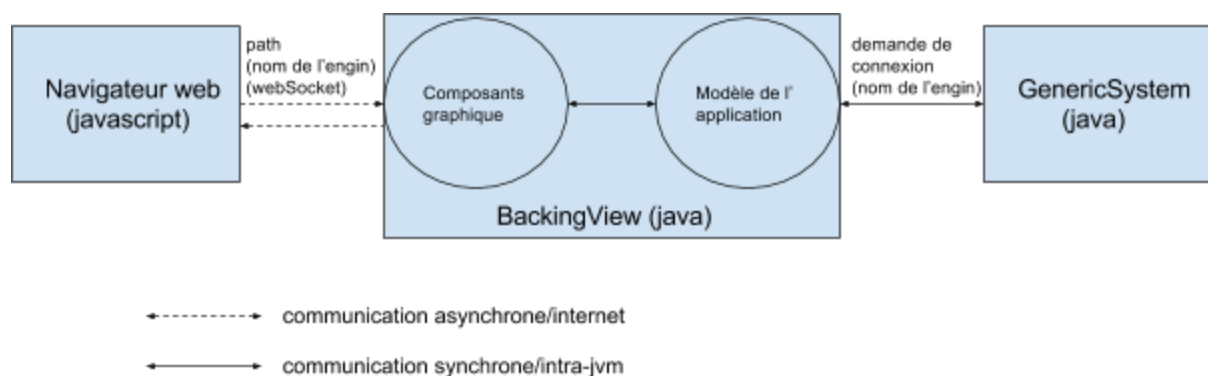 Navigateur web
(javascript)
path
(nom de l'engin)
(webSocket)
Composants
graphique
Modèle de l'
application
BackingView (java)
demande de
connexion
(nom de l'engin)
GenericSystem
(java)
communication asynchrone/internet
communication synchrone/intra-jvm